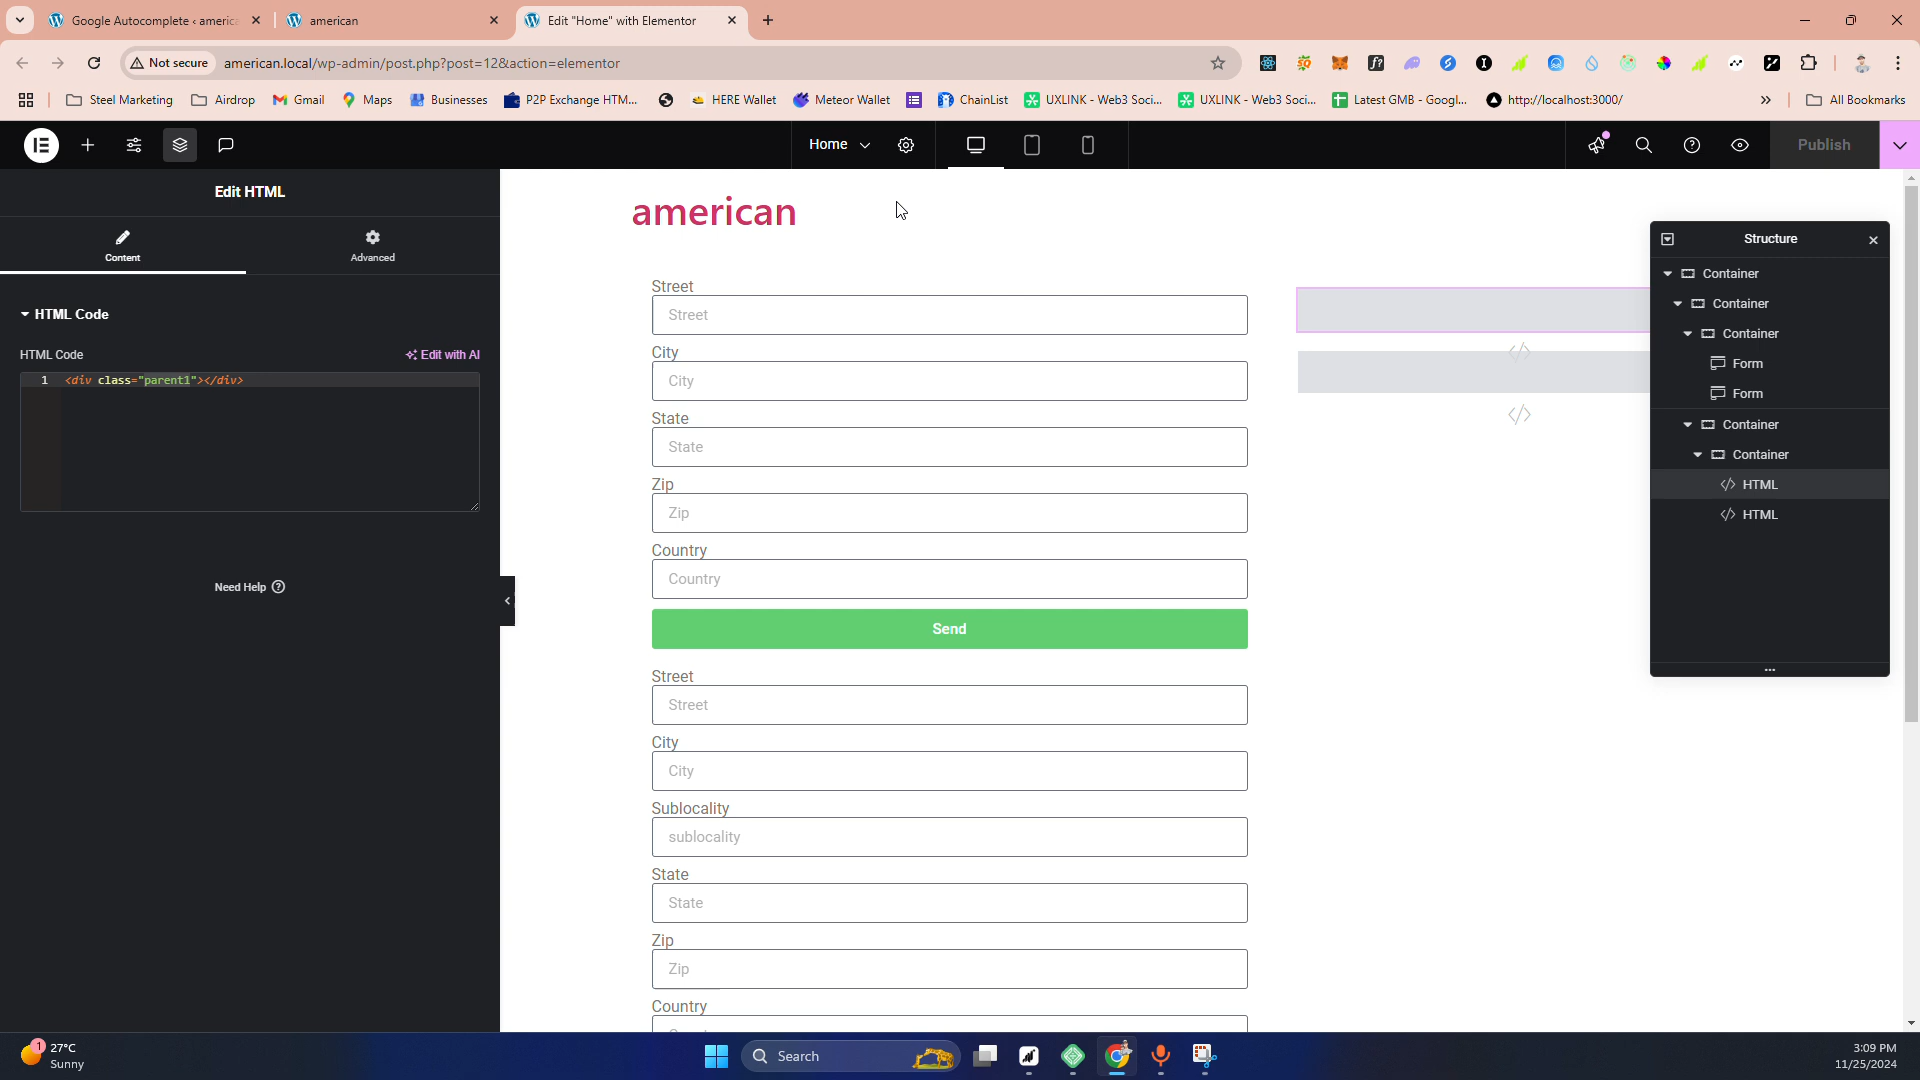 Google Autocomplete ‹ america
american
Edit "Home" with Elementor
Not secure
american.local/wp-admin/post.php?post=12&action=elementor
Steel Marketing
Airdrop
Gmail
Maps
Businesses
P2P Exchange HTM...
HERE Wallet
Meteor Wallet
ChainList
UXLINK - Web3 Soci...
UXLINK - Web3 Soci...
Latest GMB - Googl...
http://localhost:3000/
All Bookmarks
Home
Publish
Edit HTML
Content
Advanced
HTML Code
HTML Code
Edit with AI
1 <div class="parent1"></div>
Need Help
american
Street
Street
City
City
State
State
Zip
Zip
Country
Country
Send
Street
Street
City
City
Sublocality
sublocality
State
State
Zip
Zip
Country
Structure
Container
Container
Container
Form
Form
Container
Container
</> HTML
</> HTML
1
27°C
Sunny
Search
3:09 PM
11/25/2024